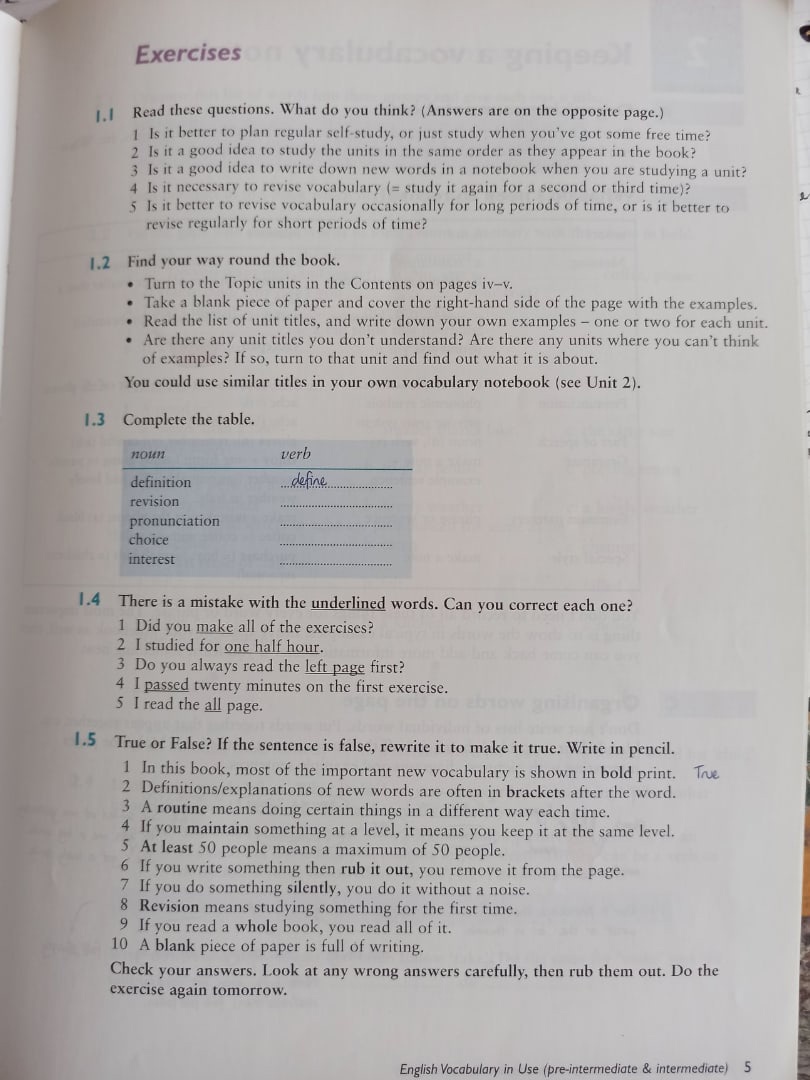 Exercises
1.1 Read these questions. What do you think? (Answers are on the opposite page.)
1 Is it better to plan regular self-study, or just study when you've got some free time?
2 Is it a good idea to study the units in the same order as they appear in the book?
3 Is it a good idea to write down new words in a notebook when you are studying a unit?
4 Is it necessary to revise vocabulary (= study it again for a second or third time)?
5 Is it better to revise vocabulary occasionally for long periods of time, or is it better to
revise regularly for short periods of time?
1.2 Find your way round the book.
• Turn to the Topic units in the Contents on pages iv–v.
• Take a blank piece of paper and cover the right-hand side of the page with the examples.
• Read the list of unit titles, and write down your own examples – one or two for each unit.
• Are there any unit titles you don't understand? Are there any units where you can't think
of examples? If so, turn to that unit and find out what it is about.
You could use similar titles in your own vocabulary notebook (see Unit 2).
1.3 Complete the table.
noun verb
definition define
revision
pronunciation
choice
interest
1.4 There is a mistake with the underlined words. Can you correct each one?
1 Did you make all of the exercises?
2 I studied for one half hour.
3 Do you always read the left page first?
4 I passed twenty minutes on the first exercise.
5 I read the all page.
1.5 True or False? If the sentence is false, rewrite it to make it true. Write in pencil.
1 In this book, most of the important new vocabulary is shown in bold print. True
2 Definitions/explanations of new words are often in brackets after the word.
3 A routine means doing certain things in a different way each time.
4 If you maintain something at a level, it means you keep it at the same level.
5 At least 50 people means a maximum of 50 people.
6 If you write something then rub it out, you remove it from the page.
7 If you do something silently, you do it without a noise.
8 Revision means studying something for the first time.
9 If you read a whole book, you read all of it.
10 A blank piece of paper is full of writing.
Check your answers. Look at any wrong answers carefully, then rub them out. Do the
exercise again tomorrow.
English Vocabulary in Use (pre-intermediate & intermediate) 5